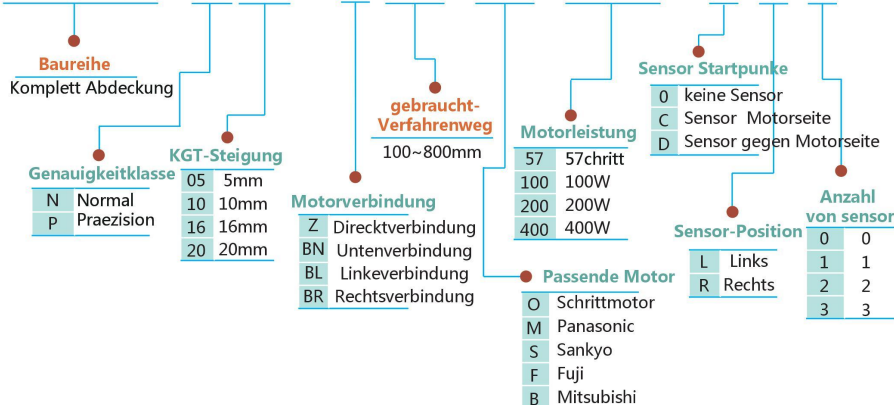 Baureihe
Komplett Abdeckung
Genauigkeitklasse
N Normal
P Praezision
KGT-Steigung
05 5mm
10 10mm
16 16mm
20 20mm
Motorverbindung
Z Direcktverbindung
BN Untenverbindung
BL Linkeverbindung
BR Rechtsverbindung
gebraucht-
Verfahrenweg
100~800mm
Passende Motor
O Schrittmotor
M Panasonic
S Sankyo
F Fuji
B Mitsubishi
Motorleistung
57 57chritt
100 100W
200 200W
400 400W
Sensor Startpunke
0 keine Sensor
C Sensor Motorseite
D Sensor gegen Motorseite
Sensor-Position
L Links
R Rechts
Anzahl
von sensor
0 0
1 1
2 2
3 3